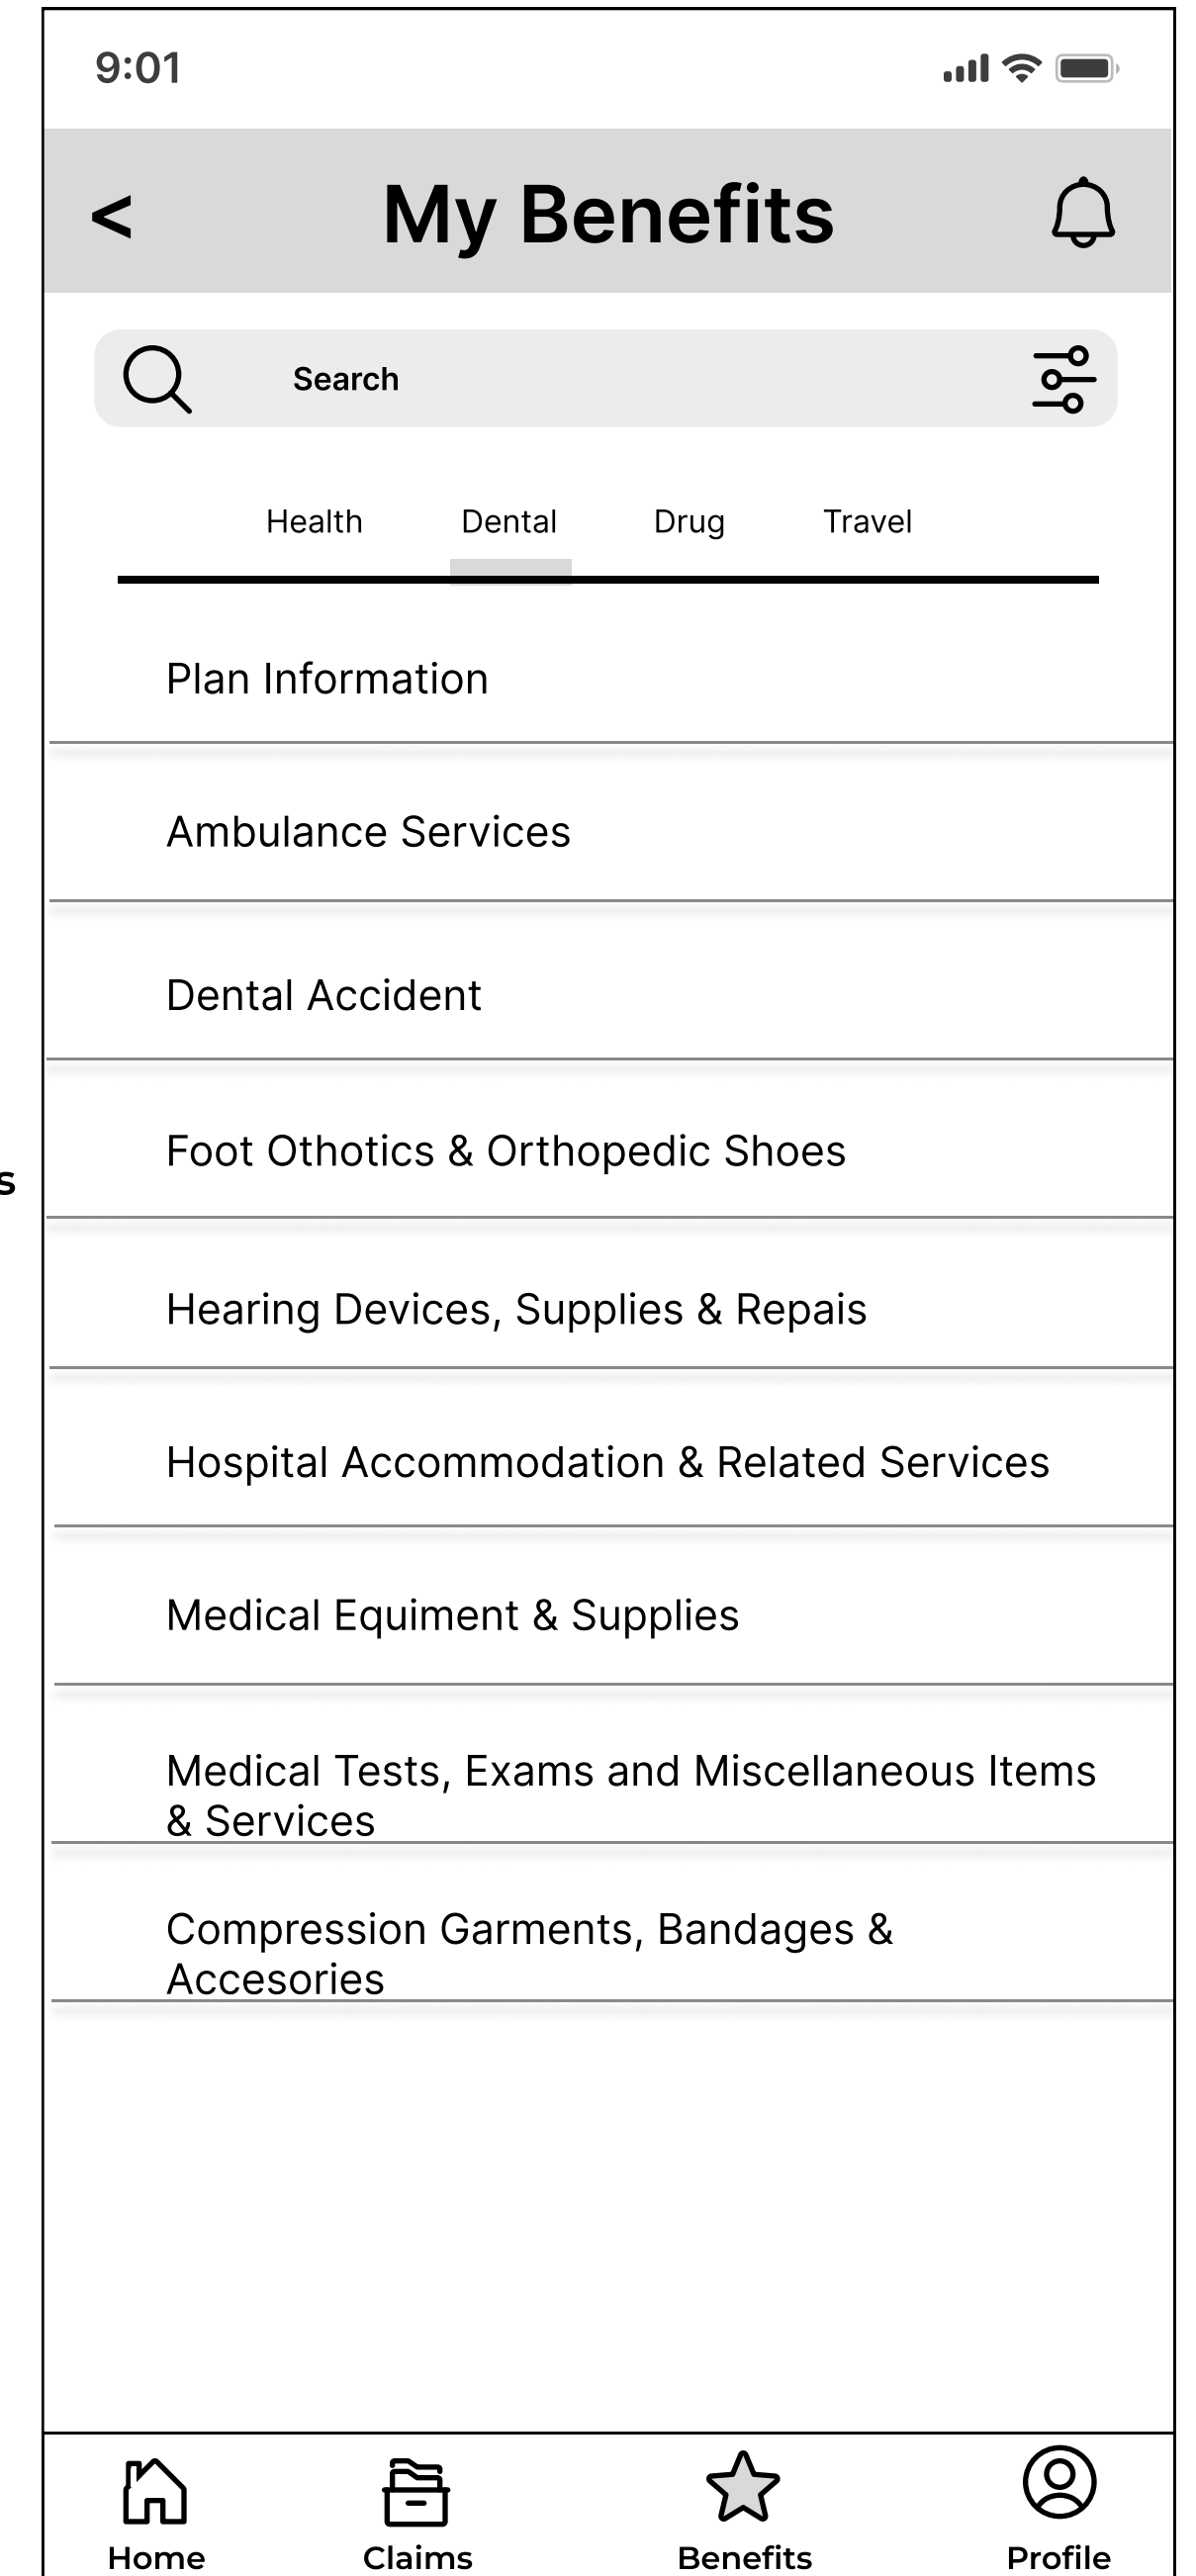 9:01
< My Benefits
Search
Health Dental Drug Travel
Plan Information
Ambulance Services
Dental Accident
Foot Othotics & Orthopedic Shoes
s
Hearing Devices, Supplies & Repais
Hospital Accommodation & Related Services
Medical Equiment & Supplies
Medical Tests, Exams and Miscellaneous Items
& Services
Compression Garments, Bandages &
Accesories
Home Claims Benefits Profile